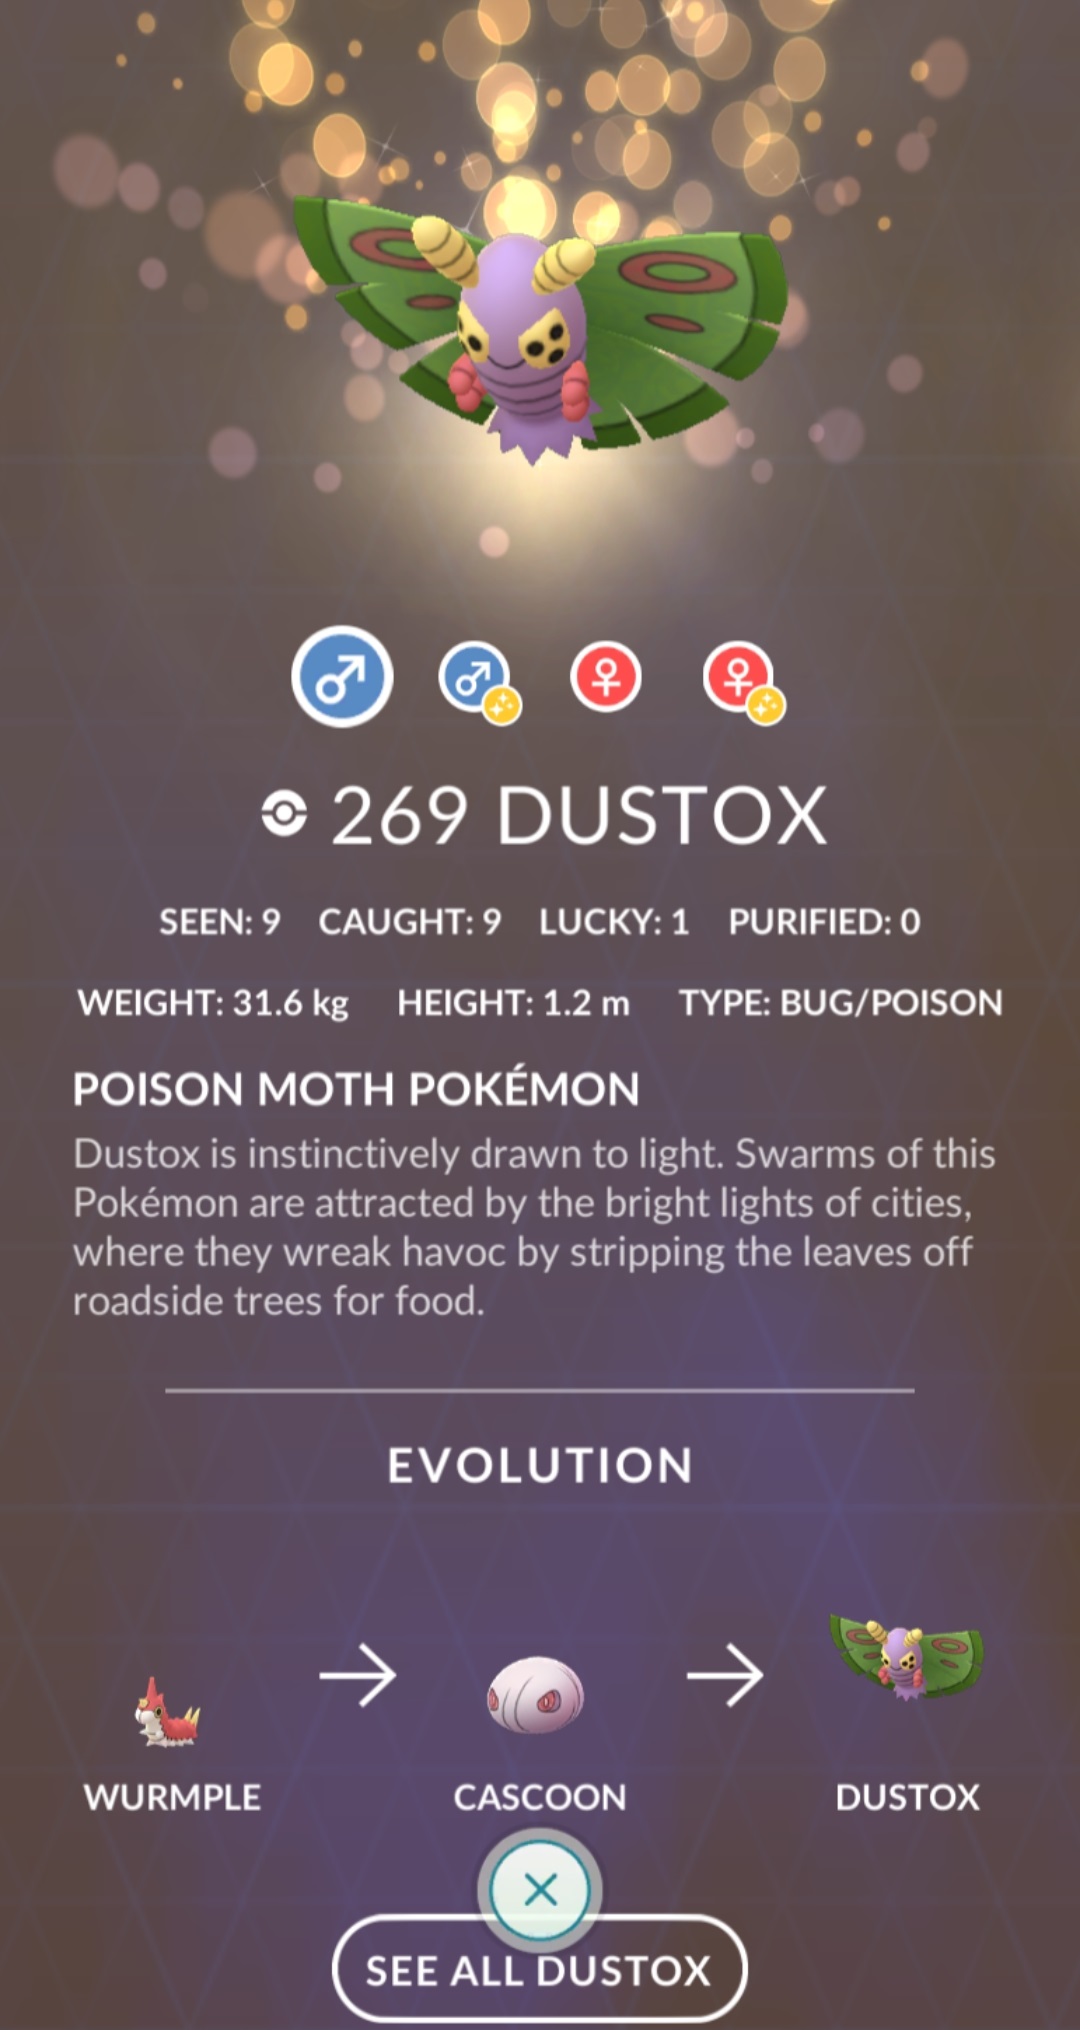 269 DUSTOX
SEEN: 9 CAUGHT: 9 LUCKY: 1 PURIFIED: 0
WEIGHT: 31.6 kg HEIGHT: 1.2 m TYPE: BUG/POISON
POISON MOTH POKÉMON
Dustox is instinctively drawn to light. Swarms of this
Pokémon are attracted by the bright lights of cities,
where they wreak havoc by stripping the leaves off
roadside trees for food.
EVOLUTION
WURMPLE CASCOON DUSTOX
SEE ALL DUSTOX